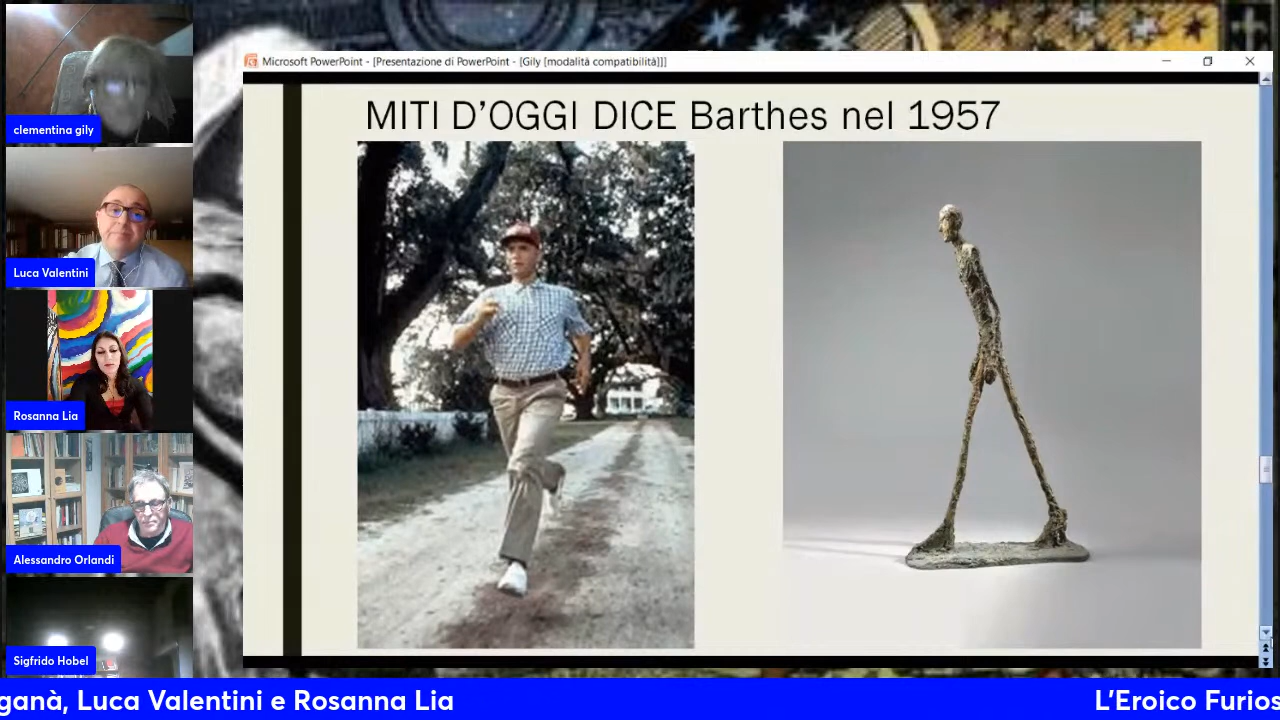 Microsoft PowerPoint - [Presentazione di PowerPoint - [Gily [modalità compatibilità]]]
MITI D'OGGI DICE Barthes nel 1957
clementina gily
Luca Valentini
Rosanna Lia
Alessandro Orlandi
Sigfrido Hobel
ganà, Luca Valentini e Rosanna Lia
L'Eroico Furios